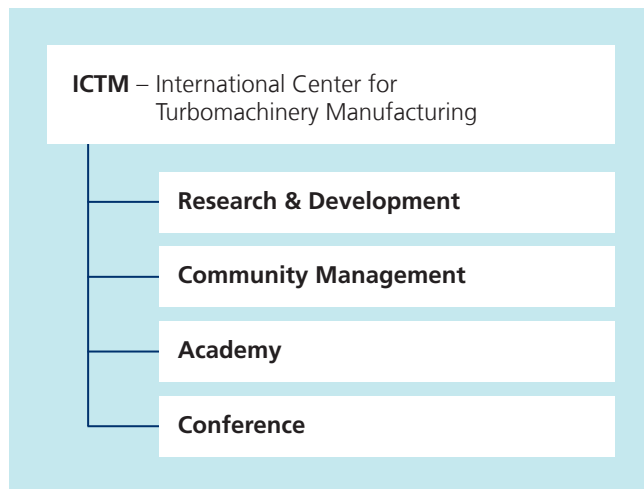 ICTM – International Center for
Turbomachinery Manufacturing
Research & Development
Community Management
Academy
Conference